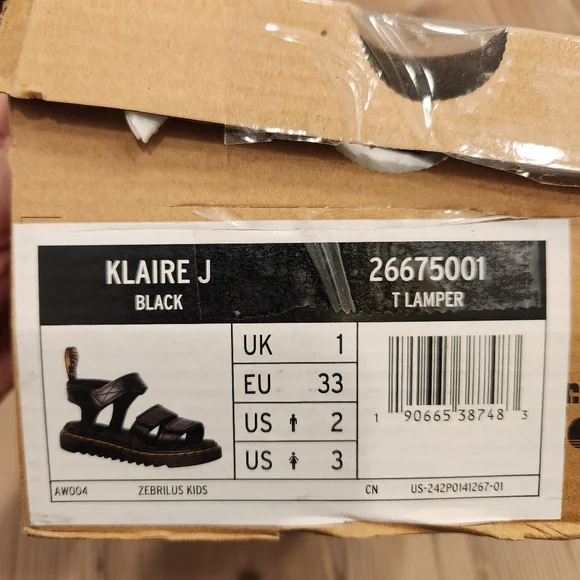 KLAIRE J 26675001
BLACK T LAMPER
UK 1
EU 33
US 2
US 3
1 90665 38748 3
AW004 ZEBRILUS KIDS CN US-242P0141267-01